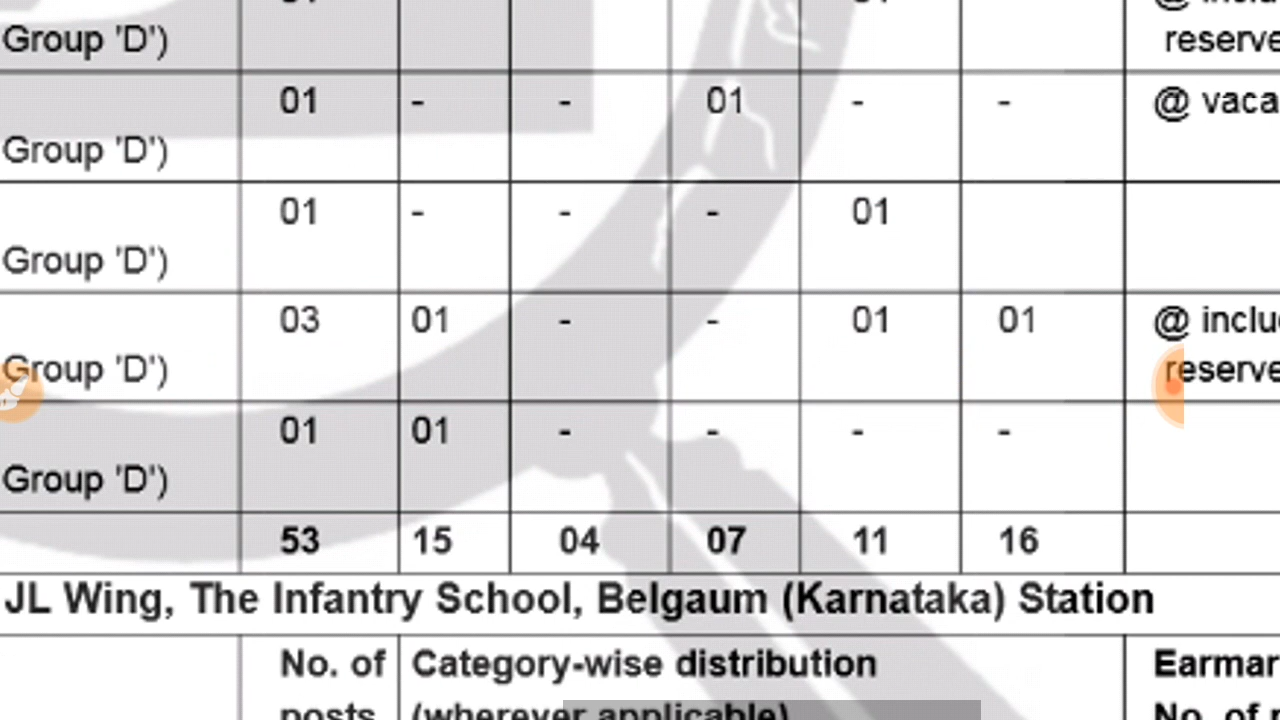 Group 'D') reserve
01 - - 01 - - @ vaca
Group 'D')
01 - - - 01
Group 'D')
03 01 - - 01 01 @ inclu
Group 'D') reserve
01 01 - - - -
Group 'D')
53 15 04 07 11 16
JL Wing, The Infantry School, Belgaum (Karnataka) Station
No. of Category-wise distribution Earmar
posts (wherever applicable) No. of